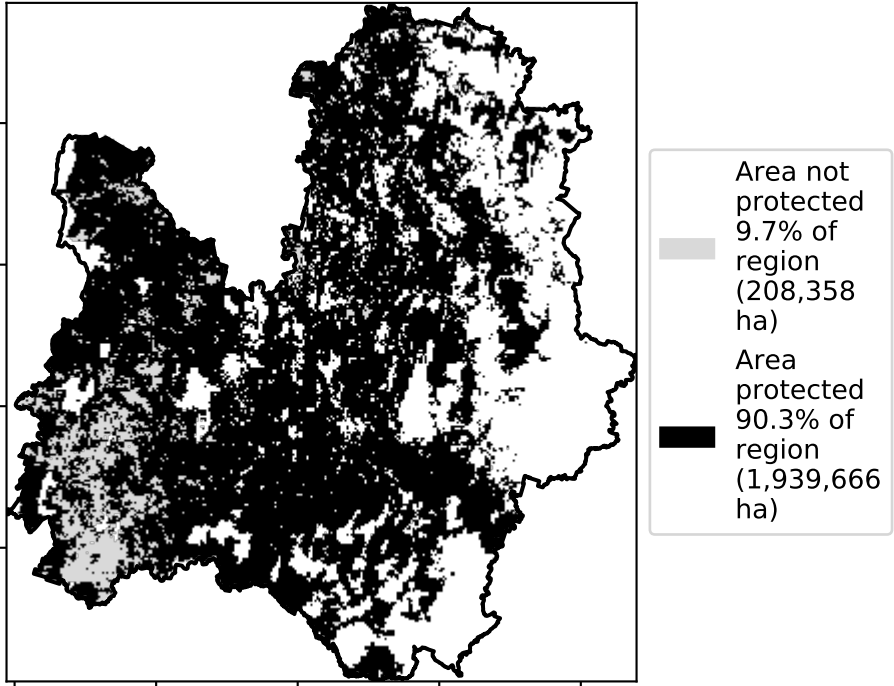 Area not
protected
9.7% of
region
(208,358
ha)
Area
protected
90.3% of
region
(1,939,666
ha)